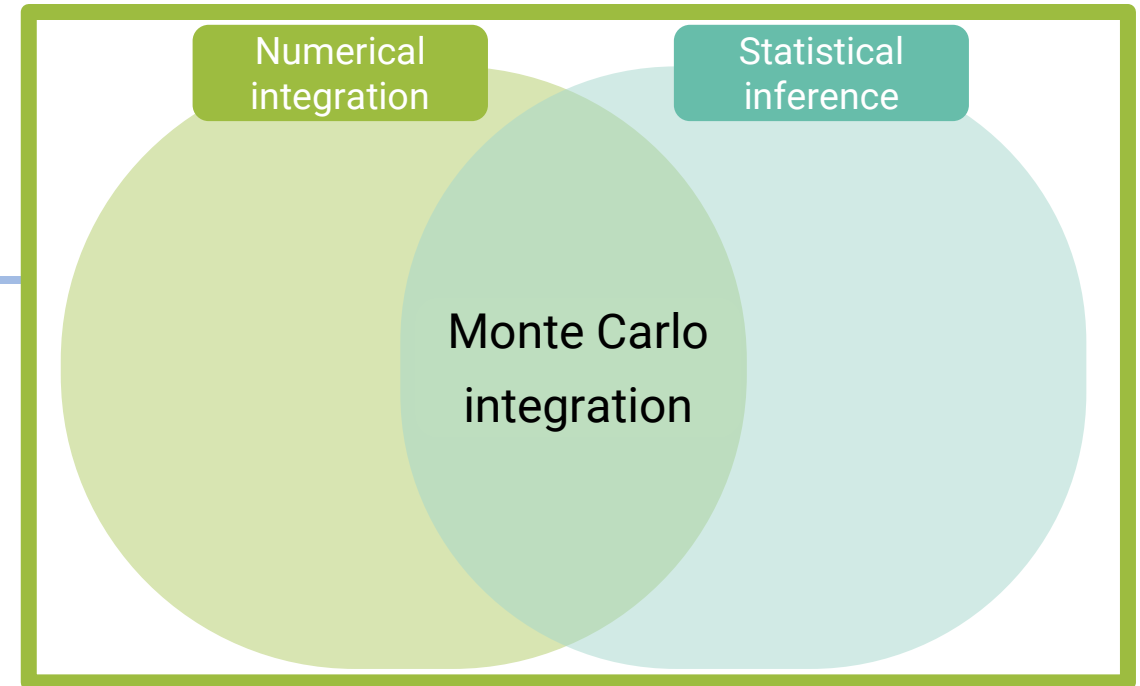 Numerical
integration
Statistical
inference
Monte Carlo
integration